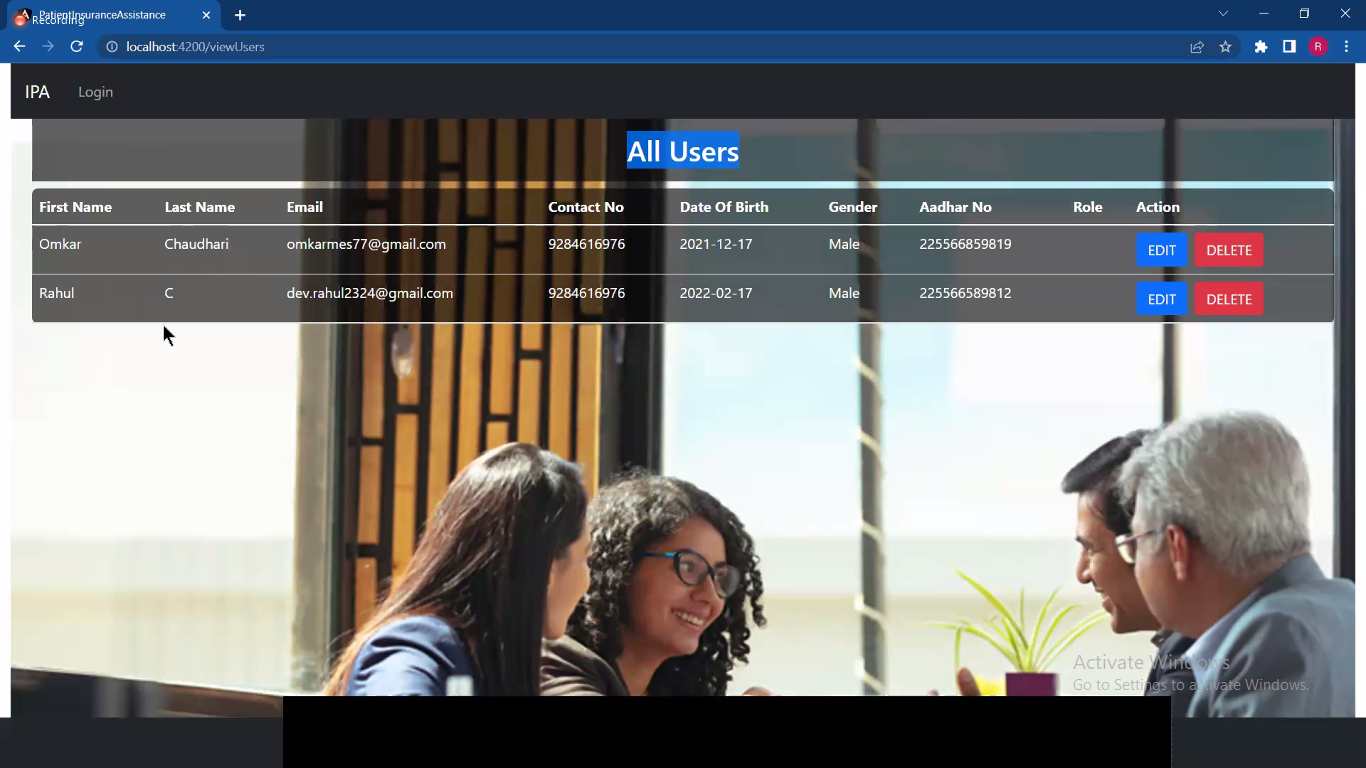 PatientInsuranceAssistance
Recording
localhost:4200/viewUsers
R
IPA Login
All Users
First Name Last Name Email Contact No Date Of Birth Gender Aadhar No Role Action
Omkar Chaudhari omkarmes77@gmail.com 9284616976 2021-12-17 Male 225566859819 EDIT DELETE
Rahul C dev.rahul2324@gmail.com 9284616976 2022-02-17 Male 225566589812 EDIT DELETE
Activate Windows
Go to Settings to activate Windows.